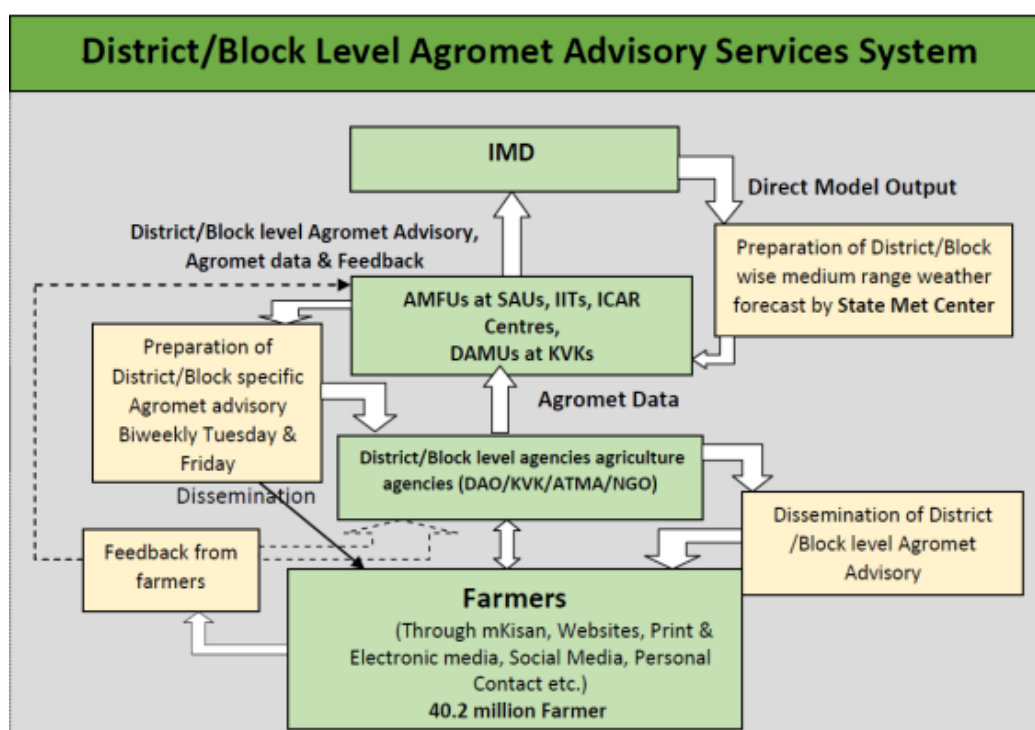 District/Block Level Agromet Advisory Services System
IMD
Direct Model Output
District/Block level Agromet Advisory,
Agromet data & Feedback
Preparation of District/Block
wise medium range weather
forecast by State Met Center
AMFUs at SAUs, IITs, ICAR
Centres,
DAMUs at KVKs
Preparation of
District/Block specific
Agromet advisory
Biweekly Tuesday &
Friday
Agromet Data
District/Block level agencies agriculture
agencies (DAO/KVK/ATMA/NGO)
Dissemination
Dissemination of District
/Block level Agromet
Advisory
Feedback from
farmers
Farmers
(Through mKisan, Websites, Print &
Electronic media, Social Media, Personal
Contact etc.)
40.2 million Farmer